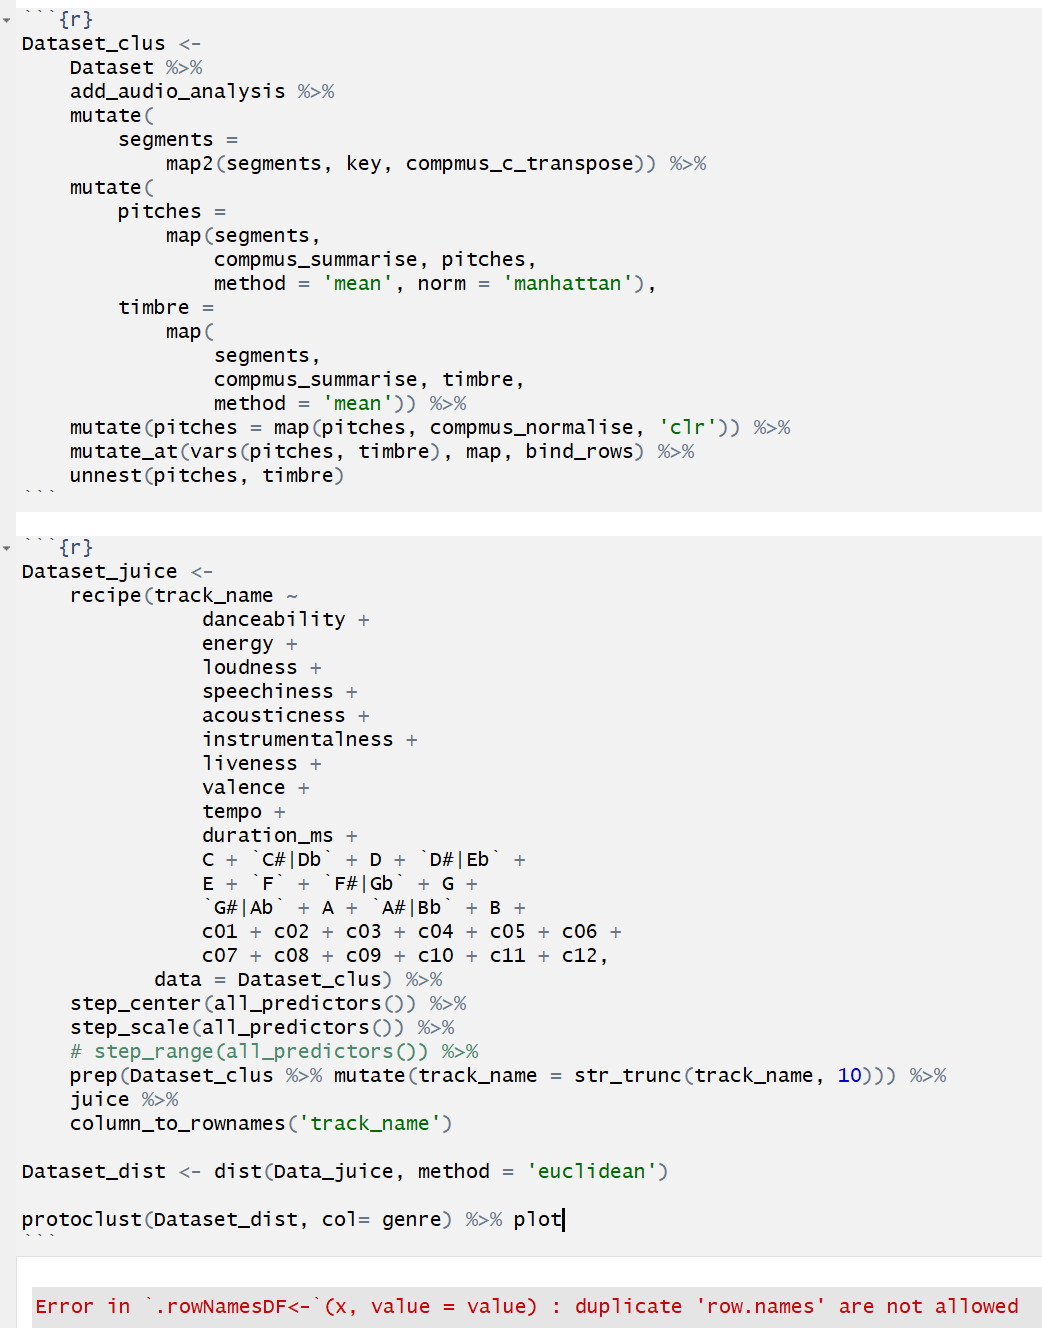 ```{r}
Dataset_clus <-
    Dataset %>%
    add_audio_analysis %>%
    mutate(
        segments =
            map2(segments, key, compmus_c_transpose)) %>%
    mutate(
        pitches =
            map(segments,
                compmus_summarise, pitches,
                method = 'mean', norm = 'manhattan'),
        timbre =
            map(
                segments,
                compmus_summarise, timbre,
                method = 'mean')) %>%
    mutate(pitches = map(pitches, compmus_normalise, 'clr')) %>%
    mutate_at(vars(pitches, timbre), map, bind_rows) %>%
    unnest(pitches, timbre)
```
```{r}
Dataset_juice <-
    recipe(track_name ~
               danceability +
               energy +
               loudness +
               speechiness +
               acousticness +
               instrumentalness +
               liveness +
               valence +
               tempo +
               duration_ms +
               C + `C#|Db` + D + `D#|Eb` +
               E + `F` + `F#|Gb` + G +
               `G#|Ab` + A + `A#|Bb` + B +
               c01 + c02 + c03 + c04 + c05 + c06 +
               c07 + c08 + c09 + c10 + c11 + c12,
           data = Dataset_clus) %>%
    step_center(all_predictors()) %>%
    step_scale(all_predictors()) %>%
    # step_range(all_predictors()) %>%
    prep(Dataset_clus %>% mutate(track_name = str_trunc(track_name, 10))) %>%
    juice %>%
    column_to_rownames('track_name')
Dataset_dist <- dist(Data_juice, method = 'euclidean')
protoclust(Dataset_dist, col= genre) %>% plot
```
Error in `.rowNamesDF<-`(x, value = value) : duplicate 'row.names' are not allowed